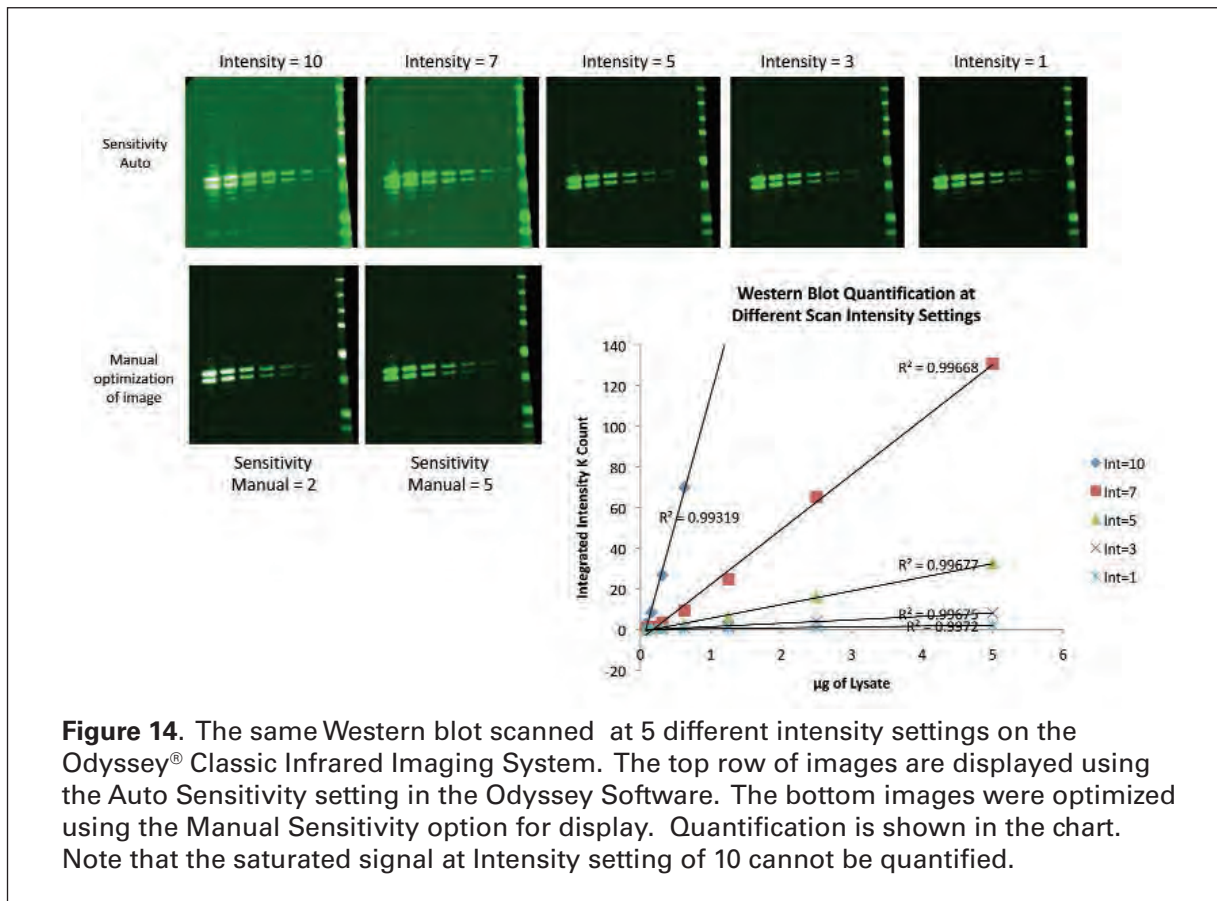 Intensity = 10 Intensity = 7 Intensity = 5 Intensity = 3 Intensity = 1
Sensitivity
Auto
Manual
optimization
of image
Sensitivity
Manual = 2
Sensitivity
Manual = 5
Western Blot Quantification at
Different Scan Intensity Settings
Integrated Intensity K Count
140
120
100
80
60
40
20
0
-20
R² = 0.99668
R² = 0.99319
R² = 0.99677
R² = 0.99675
R² = 0.9972
0 1 2 3 4 5 6
µg of Lysate
Int=10
Int=7
Int=5
Int=3
Int=1
Figure 14. The same Western blot scanned at 5 different intensity settings on the
Odyssey® Classic Infrared Imaging System. The top row of images are displayed using
the Auto Sensitivity setting in the Odyssey Software. The bottom images were optimized
using the Manual Sensitivity option for display. Quantification is shown in the chart.
Note that the saturated signal at Intensity setting of 10 cannot be quantified.